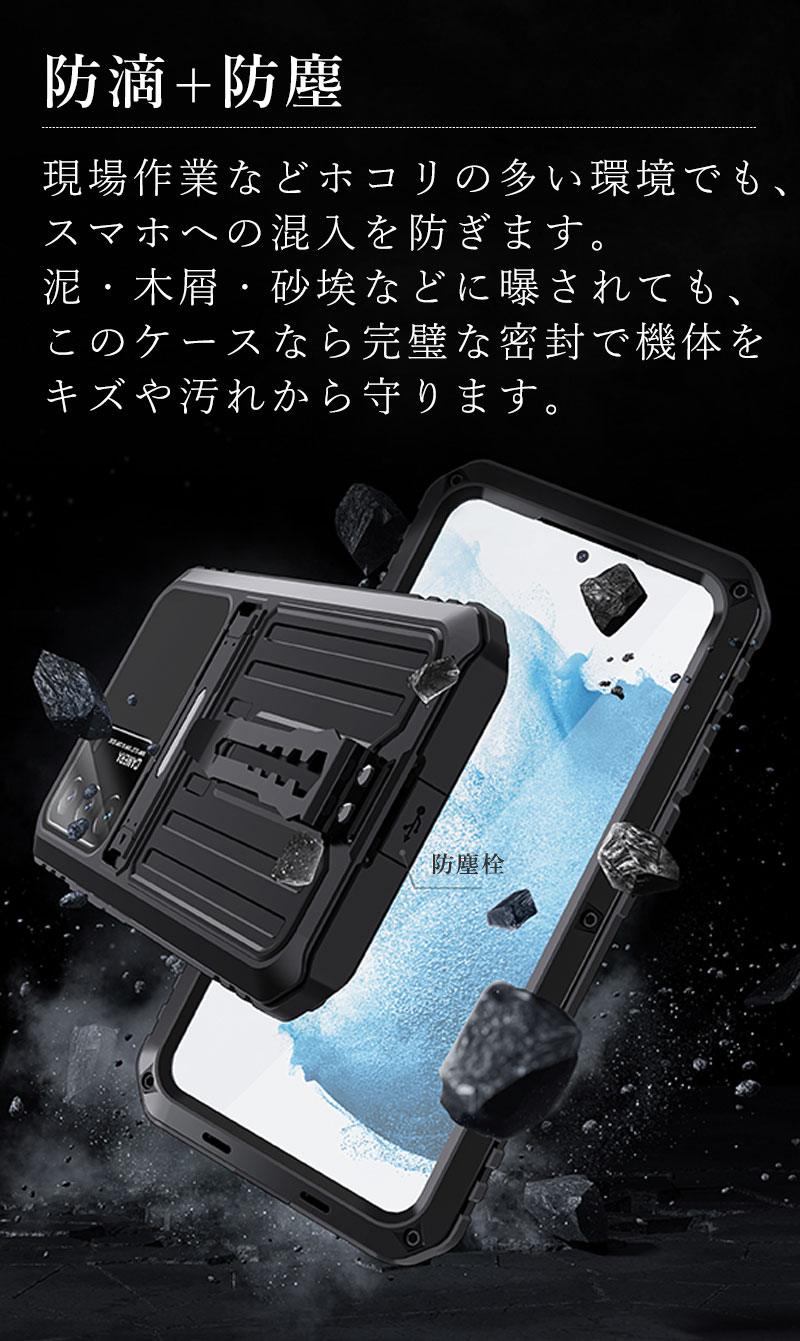 防滴+防塵
現場作業などホコリの多い環境でも、
スマホへの混入を防ぎます。
泥・木屑・砂埃などに曝されても、
このケースなら完璧な密封で機体を
キズや汚れから守ります。
CAMERA
防塵栓